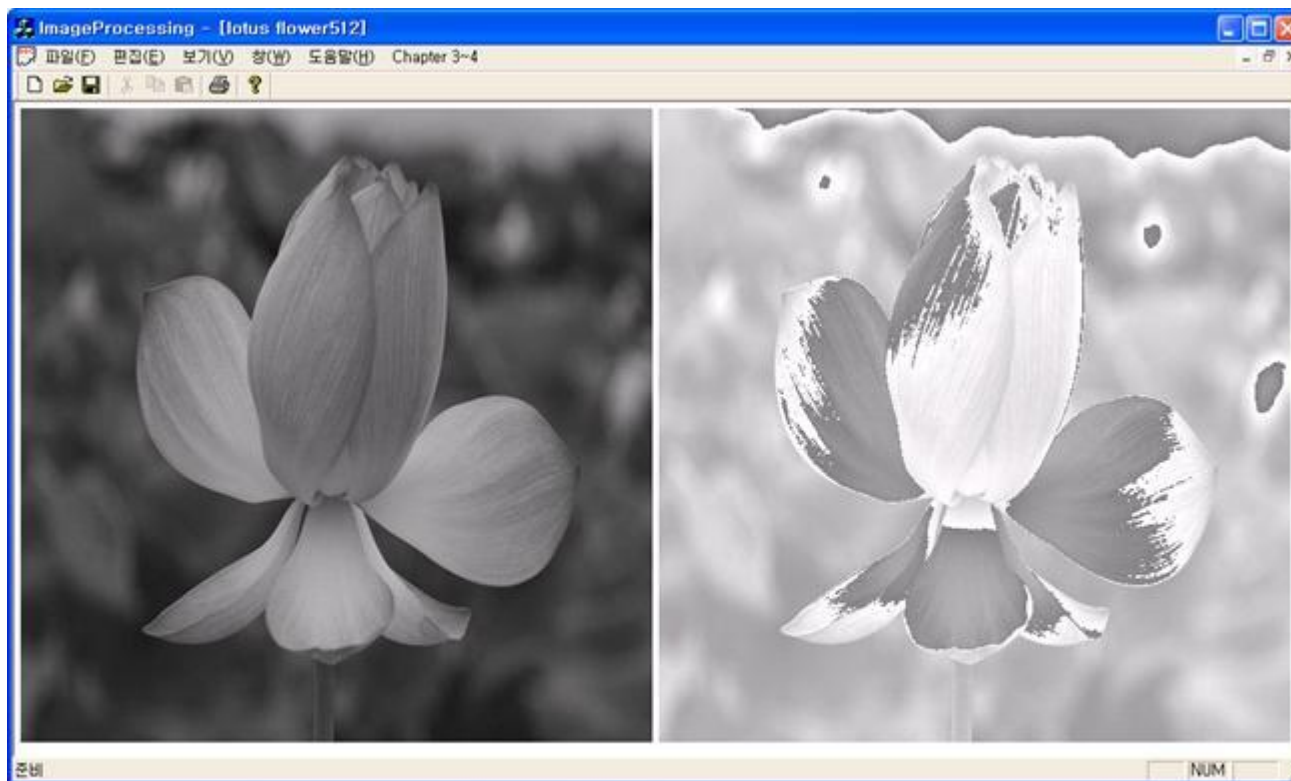 ImageProcessing - [lotus flower512]
파일(F) 편집(E) 보기(V) 창(W) 도움말(H) Chapter 3~4
준비
NUM